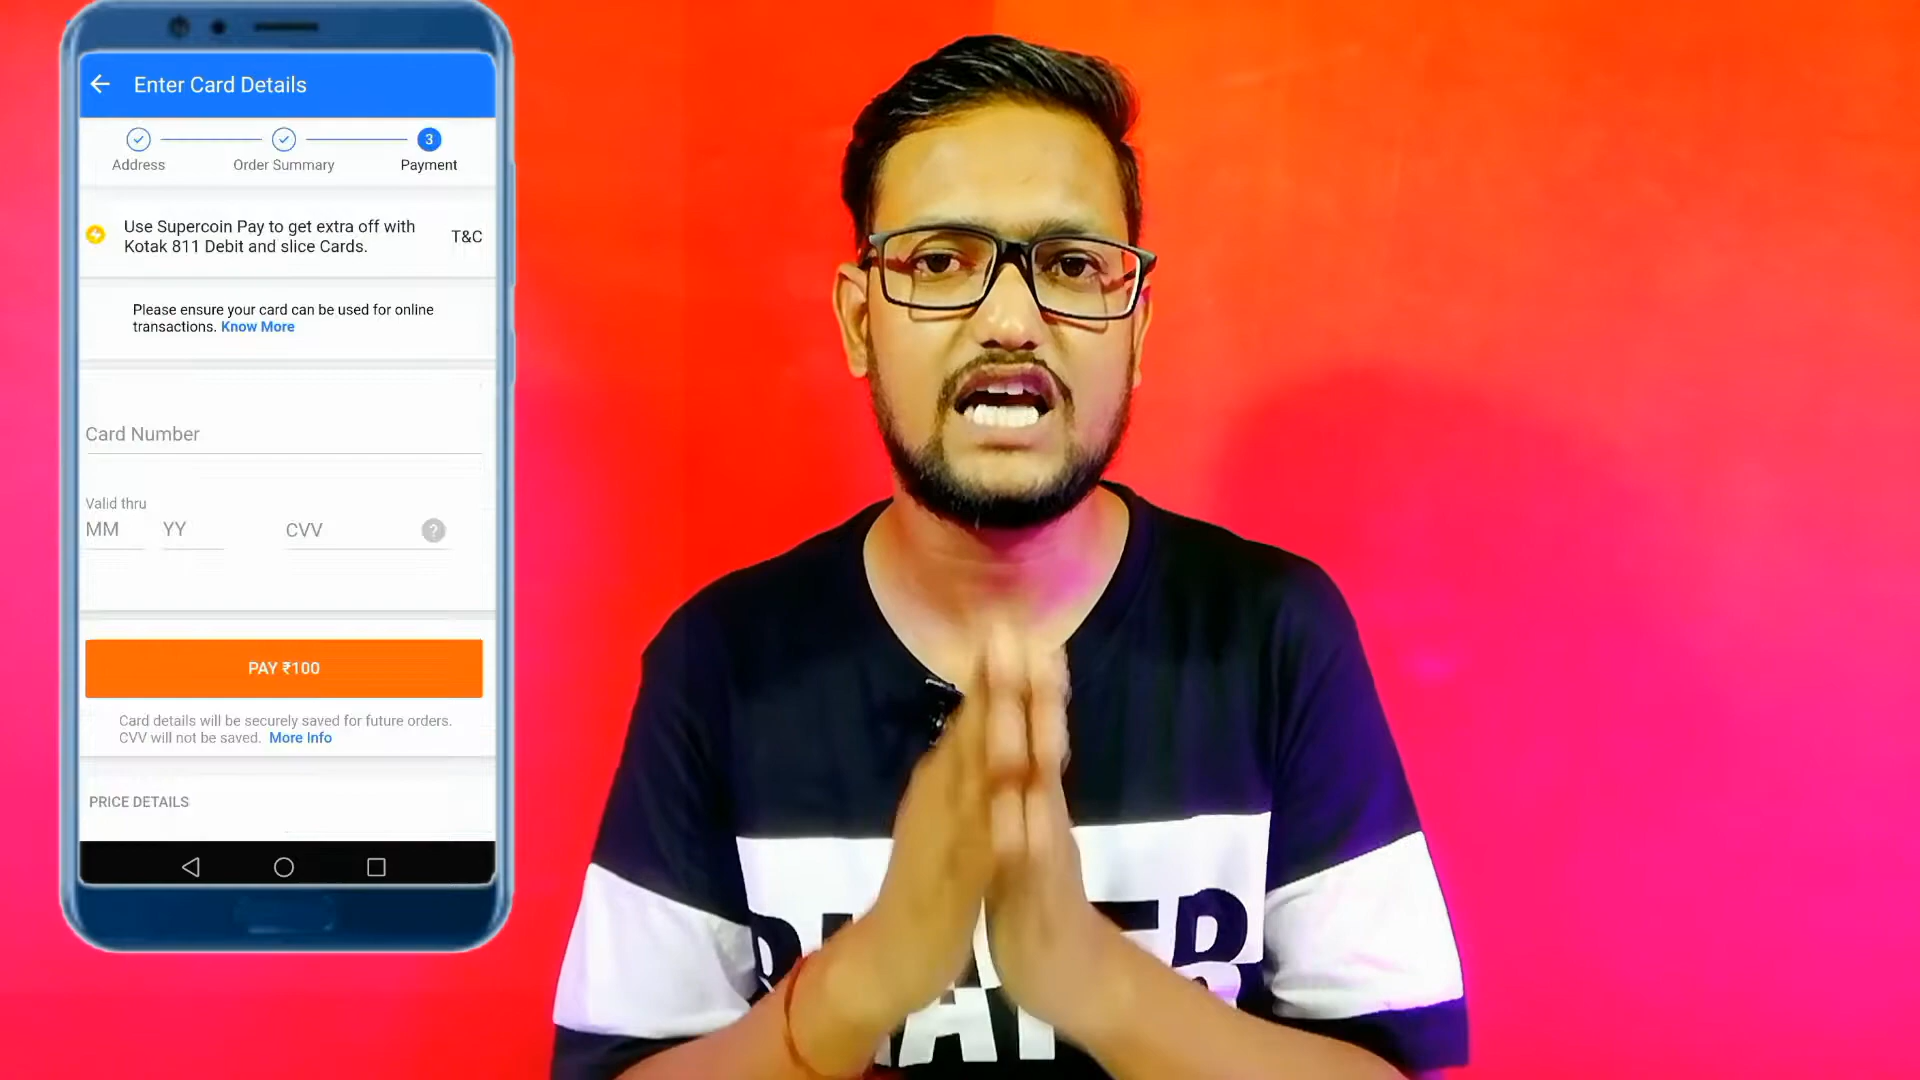 Enter Card Details
3
Address
Order Summary
Payment
Use Supercoin Pay to get extra off with
Kotak 811 Debit and slice Cards.
T&C
Please ensure your card can be used for online
transactions. Know More
Card Number
Valid thru
MM
YY
CVV
?
PAY ₹100
Card details will be securely saved for future orders.
CVV will not be saved. More Info
PRICE DETAILS